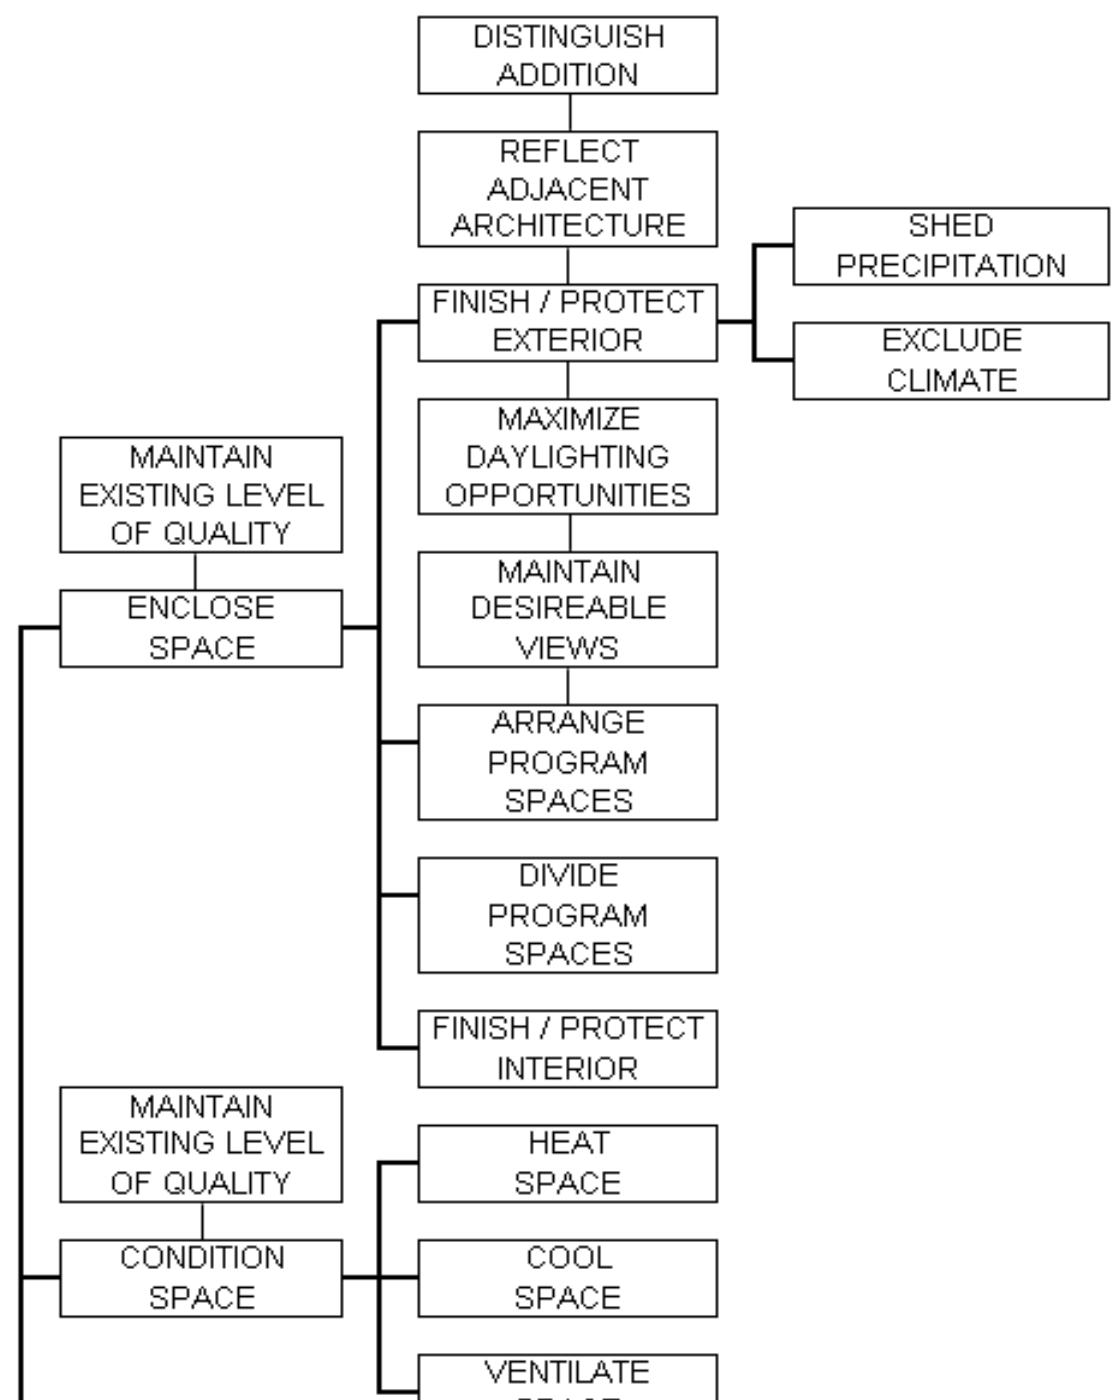 DISTINGUISH
ADDITION
REFLECT
ADJACENT
ARCHITECTURE
SHED
PRECIPITATION
FINISH / PROTECT
EXTERIOR
EXCLUDE
CLIMATE
MAXIMIZE
DAYLIGHTING
OPPORTUNITIES
MAINTAIN
EXISTING LEVEL
OF QUALITY
MAINTAIN
DESIREABLE
VIEWS
ENCLOSE
SPACE
ARRANGE
PROGRAM
SPACES
DIVIDE
PROGRAM
SPACES
FINISH / PROTECT
INTERIOR
MAINTAIN
EXISTING LEVEL
OF QUALITY
HEAT
SPACE
CONDITION
SPACE
COOL
SPACE
VENTILATE